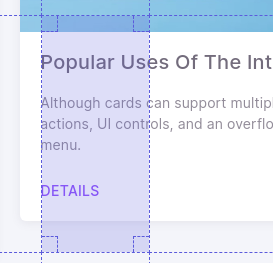 Popular Uses Of The Int
Although cards can support multip
actions, UI controls, and an overflo
menu.
DETAILS